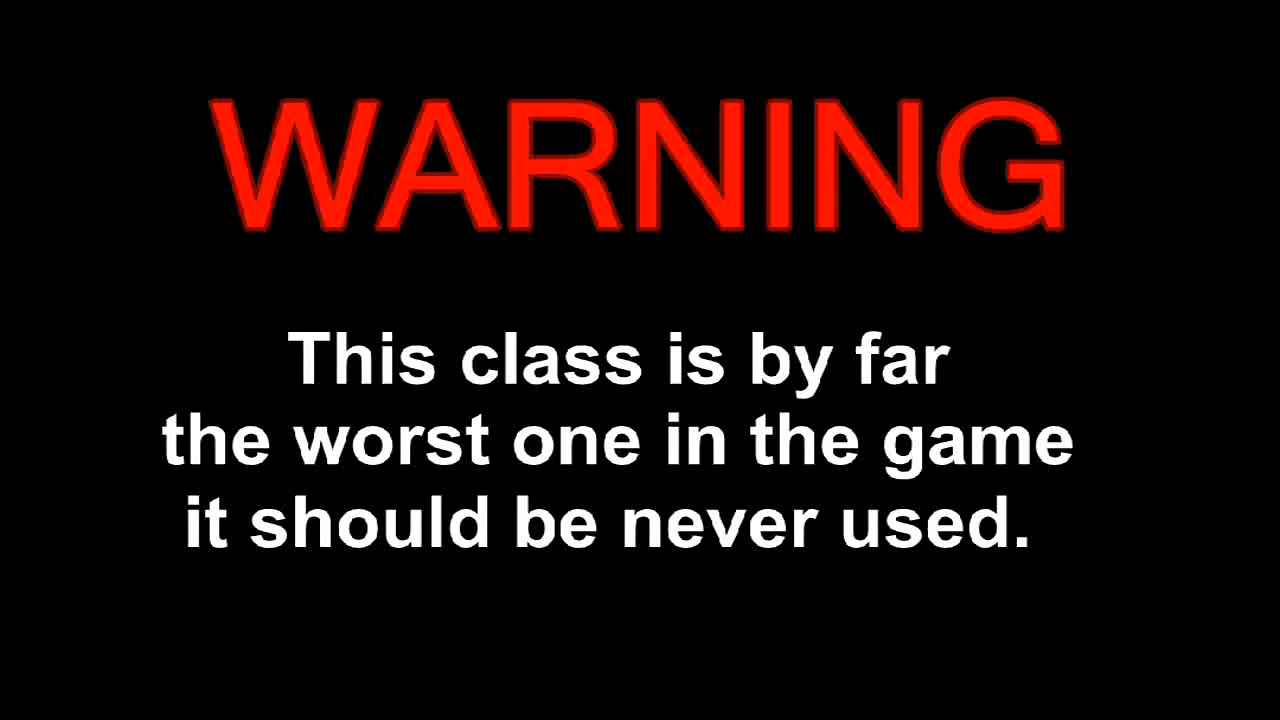 WARNING
This class is by far
the worst one in the game
it should be never used.